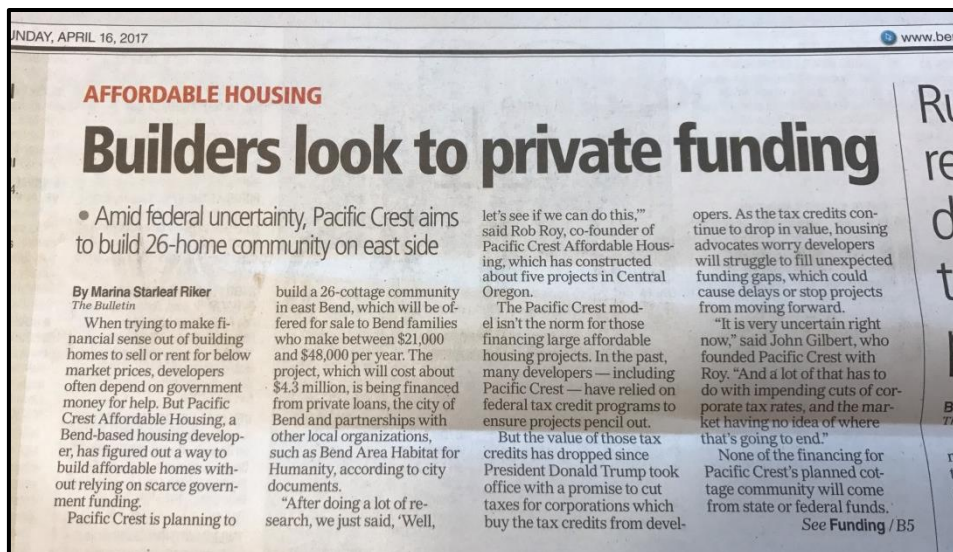 SUNDAY, APRIL 16, 2017
www.be
AFFORDABLE HOUSING
Builders look to private funding
• Amid federal uncertainty, Pacific Crest aims
to build 26-home community on east side
By Marina Starleaf Riker
The Bulletin
When trying to make fi-
nancial sense out of building
homes to sell or rent for below
market prices, developers
often depend on government
money for help. But Pacific
Crest Affordable Housing, a
Bend-based housing develop-
er, has figured out a way to
build affordable homes with-
out relying on scarce govern-
ment funding.
Pacific Crest is planning to
build a 26-cottage community
in east Bend, which will be of-
fered for sale to Bend families
who make between $21,000
and $48,000 per year. The
project, which will cost about
$4.3 million, is being financed
from private loans, the city of
Bend and partnerships with
other local organizations,
such as Bend Area Habitat for
Humanity, according to city
documents.
“After doing a lot of re-
search, we just said, ‘Well,
let’s see if we can do this,’”
said Rob Roy, co-founder of
Pacific Crest Affordable Hous-
ing, which has constructed
about five projects in Central
Oregon.
The Pacific Crest mod-
el isn’t the norm for those
financing large affordable
housing projects. In the past,
many developers — including
Pacific Crest — have relied on
federal tax credit programs to
ensure projects pencil out.
But the value of those tax
credits has dropped since
President Donald Trump took
office with a promise to cut
taxes for corporations which
buy the tax credits from devel-
opers. As the tax credits con-
tinue to drop in value, housing
advocates worry developers
will struggle to fill unexpected
funding gaps, which could
cause delays or stop projects
from moving forward.
“It is very uncertain right
now,” said John Gilbert, who
founded Pacific Crest with
Roy. “And a lot of that has to
do with impending cuts of cor-
porate tax rates, and the mar-
ket having no idea of where
that’s going to end.”
None of the financing for
Pacific Crest’s planned cot-
tage community will come
from state or federal funds.
See Funding / B5